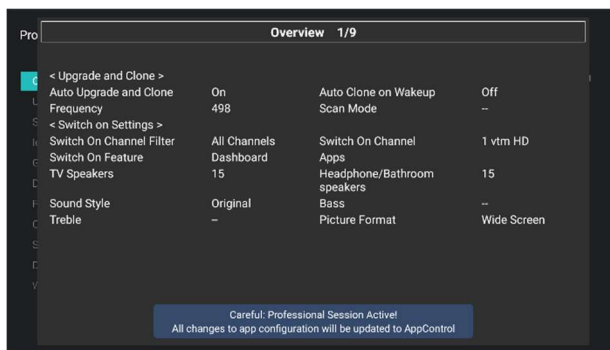 Pro
Overview 1/9
< Upgrade and Clone >
Auto Upgrade and Clone On Auto Clone on Wakeup Off
Frequency 498 Scan Mode --
< Switch on Settings >
Switch On Channel Filter All Channels Switch On Channel 1 vtm HD
Switch On Feature Dashboard Apps
TV Speakers 15 Headphone/Bathroom speakers 15
Sound Style Original Bass --
Treble -- Picture Format Wide Screen
Careful: Professional Session Active!
All changes to app configuration will be updated to AppControl